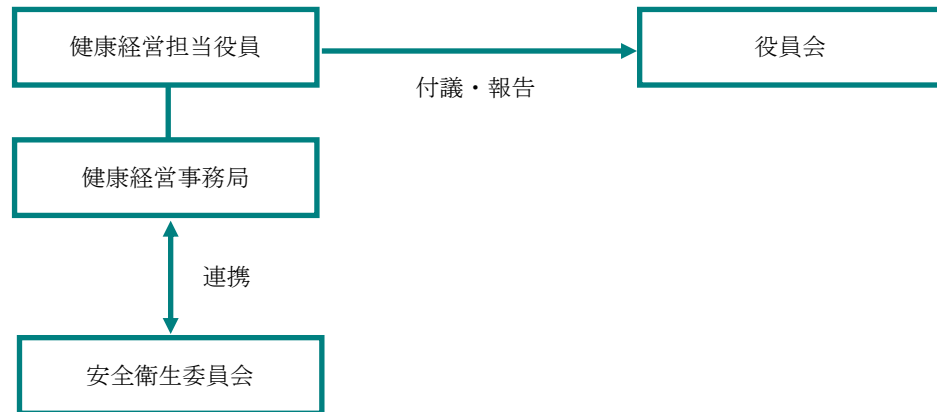 健康経営担当役員
役員会
付議・報告
健康経営事務局
連携
安全衛生委員会